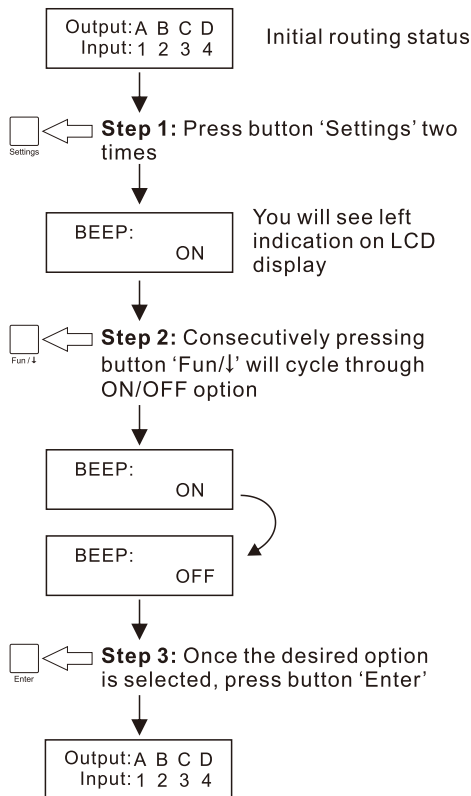 Output: A B C D
Input: 1 2 3 4
Initial routing status
Settings
Step 1: Press button ‘Settings’ two
times
BEEP:
ON
You will see left
indication on LCD
display
Fun / ↓
Step 2: Consecutively pressing
button ‘Fun/↓’ will cycle through
ON/OFF option
BEEP:
ON
BEEP:
OFF
Enter
Step 3: Once the desired option
is selected, press button ‘Enter’
Output: A B C D
Input: 1 2 3 4